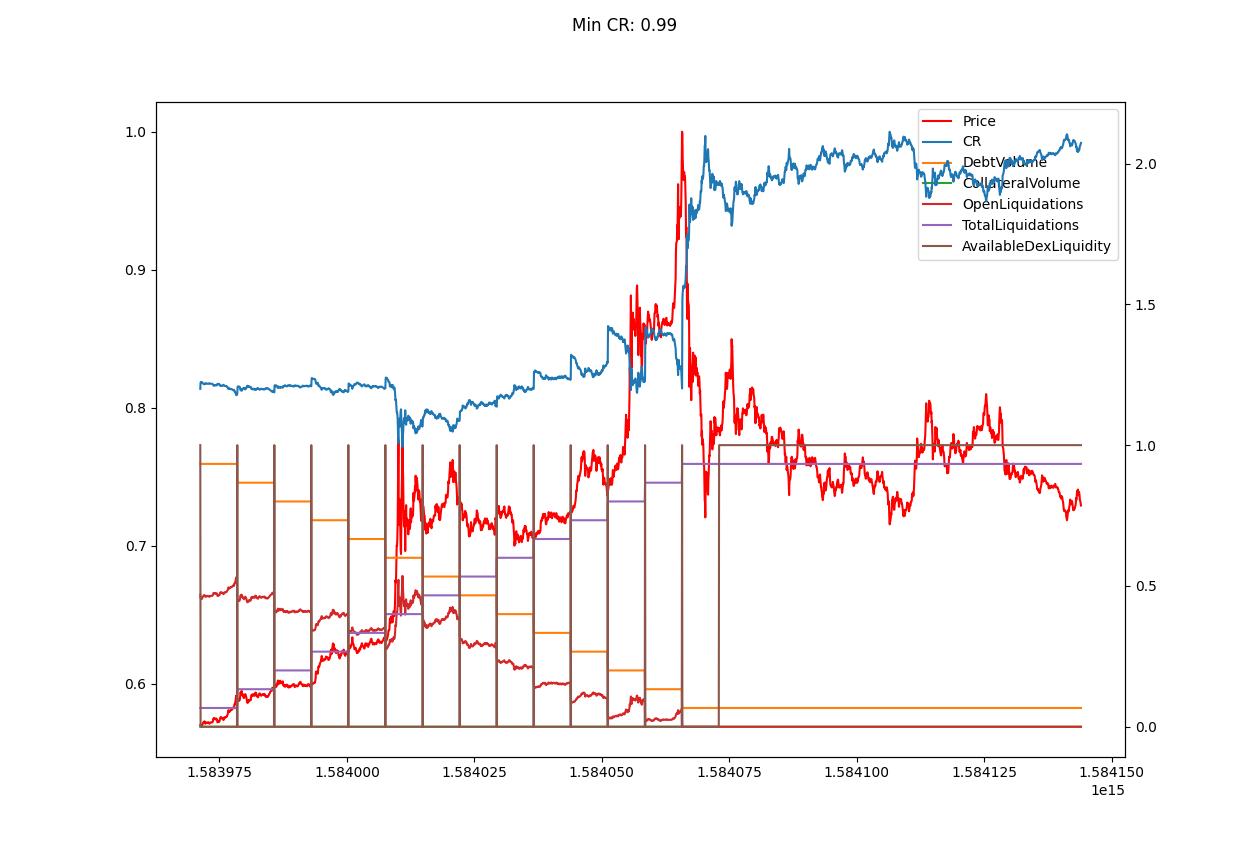 Min CR: 0.99
1.0
0.9
0.8
0.7
0.6
2.0
1.5
1.0
0.5
0.0
Price
CR
DebtVolume
CollateralVolume
OpenLiquidations
TotalLiquidations
AvailableDexLiquidity
1.583975 1.584000 1.584025 1.584050 1.584075 1.584100 1.584125 1.584150
1e15